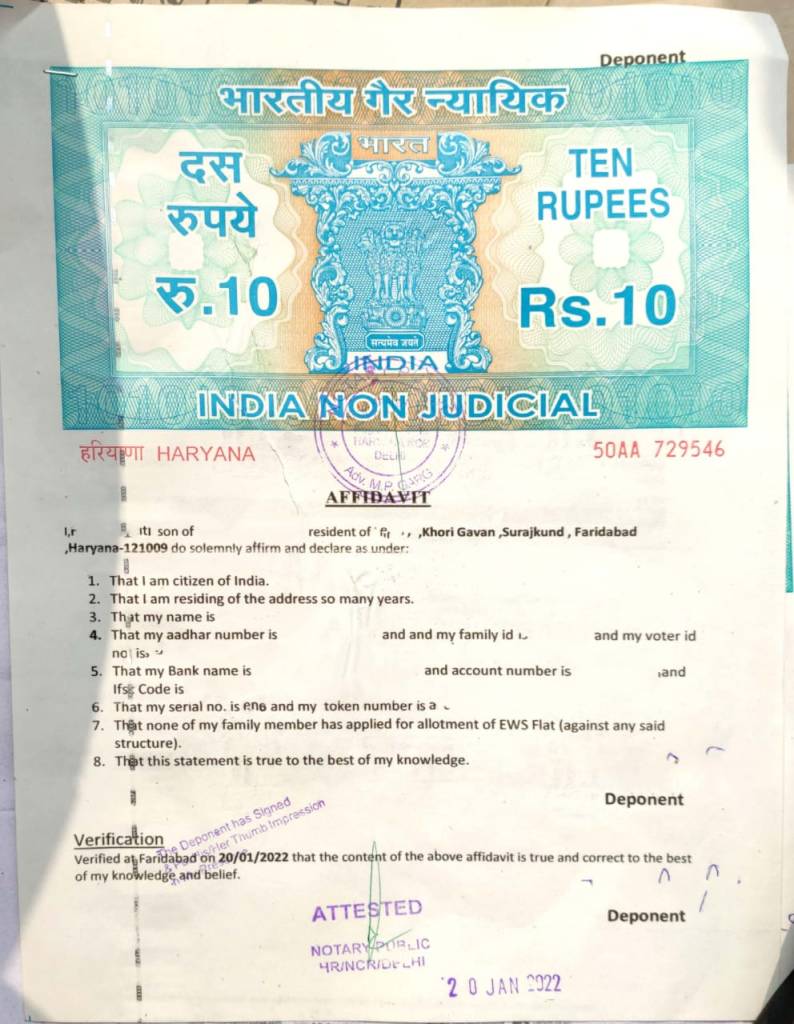 Deponent
भारतीय गैर न्यायिक
भारत
दस
रुपये
रु.10
TEN
RUPEES
Rs.10
सत्यमेव जयते
INDIA
INDIA NON JUDICIAL
हरियाणा HARYANA
50AA 729546
DELHI
Adv. M.P. GARG
AFFIDAVIT
son of resident of ,Khori Gavan ,Surajkund , Faridabad
,Haryana-121009 do solemnly affirm and declare as under:
1. That I am citizen of India.
2. That I am residing of the address so many years.
3. That my name is
4. That my aadhar number is and and my family id and my voter id
no is
5. That my Bank name is and account number is ,and
Ifsc Code is
6. That my serial no. is and my token number is
7. That none of my family member has applied for allotment of EWS Flat (against any said
structure).
8. That this statement is true to the best of my knowledge.
Deponent
The Deponent has Signed
Thumb Impression
Verification
Verified at Faridabad on 20/01/2022 that the content of the above affidavit is true and correct to the best
of my knowledge and belief.
ATTESTED
Deponent
NOTARY PUBLIC
HR/NCR/DELHI
20 JAN 2022